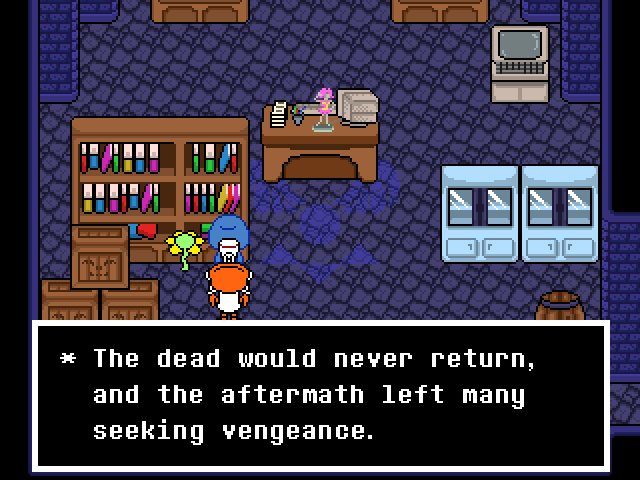 * The dead would never return,
and the aftermath left many
seeking vengeance.